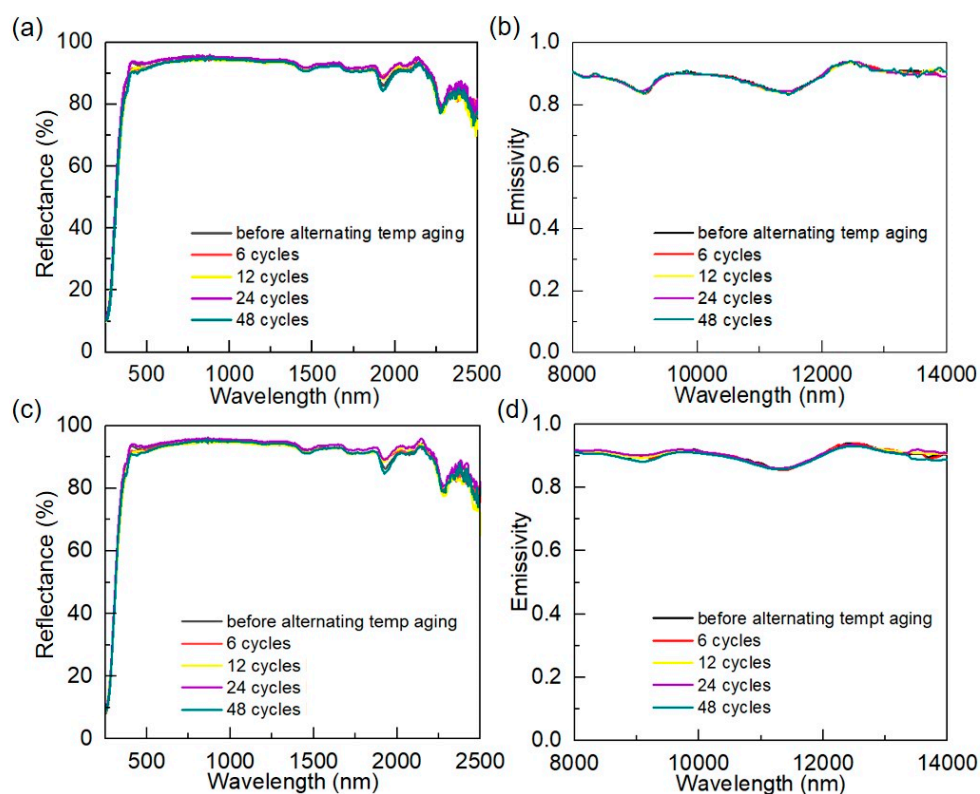 (a)
100
80
60
40
20
0
Reflectance (%)
before alternating temp aging
6 cycles
12 cycles
24 cycles
48 cycles
500 1000 1500 2000 2500
Wavelength (nm)
(b)
1.0
0.8
0.6
0.4
0.2
0.0
Emissivity
before alternating temp aging
6 cycles
12 cycles
24 cycles
48 cycles
8000 10000 12000 14000
Wavelength (nm)
(c)
100
80
60
40
20
0
Reflectance (%)
before alternating temp aging
6 cycles
12 cycles
24 cycles
48 cycles
500 1000 1500 2000 2500
Wavelength (nm)
(d)
1.0
0.8
0.6
0.4
0.2
0.0
Emissivity
before alternating tempt aging
6 cycles
12 cycles
24 cycles
48 cycles
8000 10000 12000 14000
Wavelength (nm)